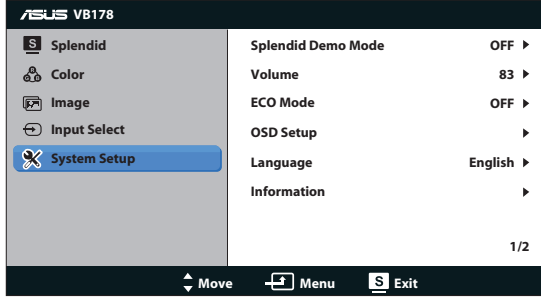 ASUS VB178
S Splendid
Color
Image
Input Select
System Setup
Splendid Demo Mode OFF
Volume 83
ECO Mode OFF
OSD Setup
Language English
Information
1/2
Move Menu S Exit